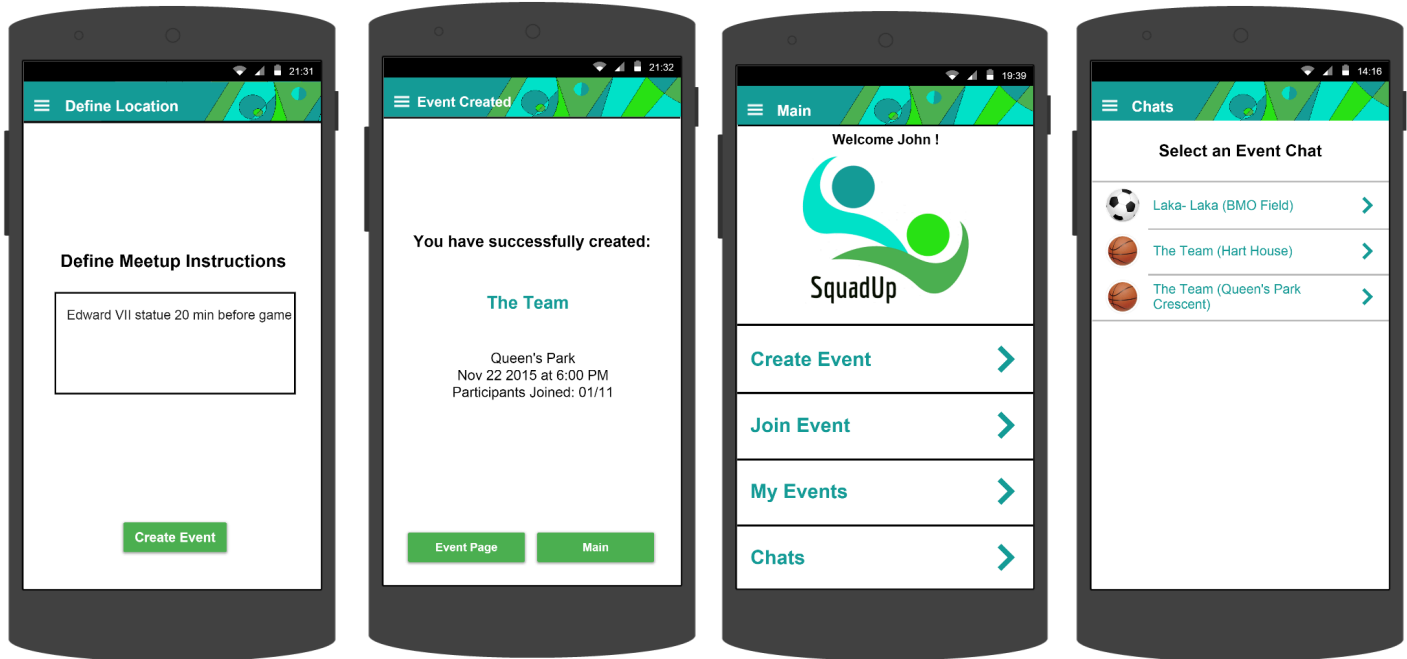 21:31
Define Location
Define Meetup Instructions
Edward VII statue 20 min before game
Create Event
21:32
Event Created
You have successfully created:
The Team
Queen's Park
Nov 22 2015 at 6:00 PM
Participants Joined: 01/11
Event Page
Main
19:39
Main
Welcome John !
SquadUp
Create Event
Join Event
My Events
Chats
14:16
Chats
Select an Event Chat
Laka- Laka (BMO Field)
The Team (Hart House)
The Team (Queen's Park
Crescent)